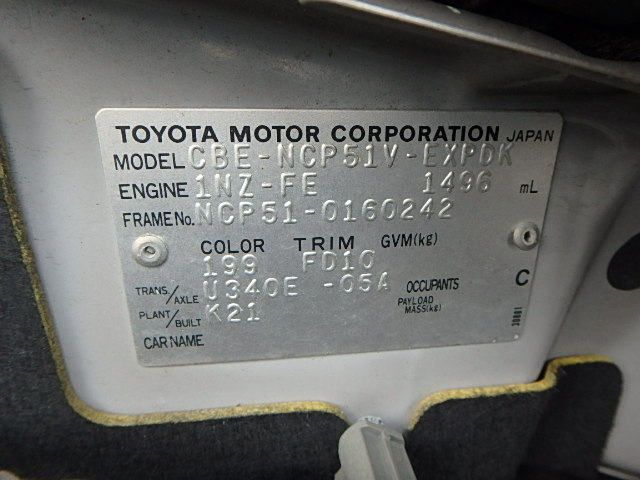 TOYOTA MOTOR CORPORATION JAPAN
MODEL CBE-NCP51V-EXPDK
ENGINE 1NZ-FE 1496 mL
FRAME No. NCP51-0160242
COLOR TRIM GVM(kg)
199 FD10
TRANS./AXLE U340E -05A OCCUPANTS C
PLANT/BUILT K21 PAYLOAD MASS(kg)
CAR NAME